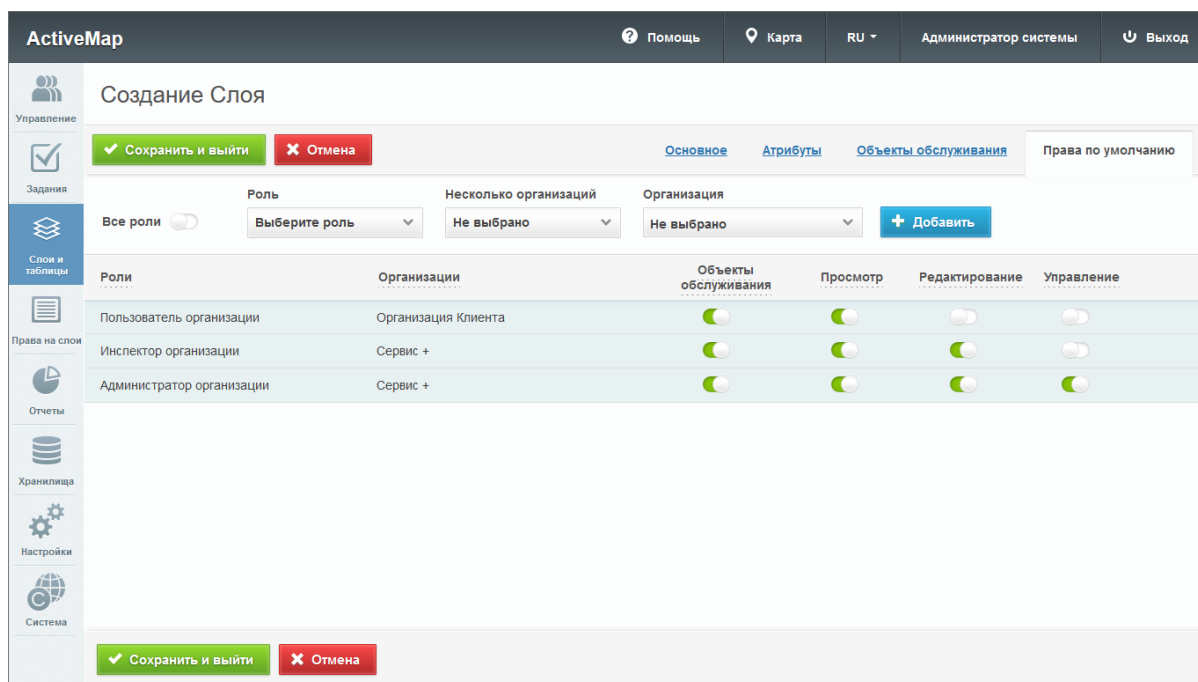 ActiveMap
Помощь
Карта
RU
Администратор системы
Выход
Управление
Задания
Слои и
таблицы
Права на слои
Отчеты
Хранилища
Настройки
Система
Создание Слоя
Сохранить и выйти
Отмена
Основное
Атрибуты
Объекты обслуживания
Права по умолчанию
Все роли
Роль
Выберите роль
Несколько организаций
Не выбрано
Организация
Не выбрано
Добавить
Роли
Организации
Объекты
обслуживания
Просмотр
Редактирование
Управление
Пользователь организации
Организация Клиента
Инспектор организации
Сервис +
Администратор организации
Сервис +
Сохранить и выйти
Отмена